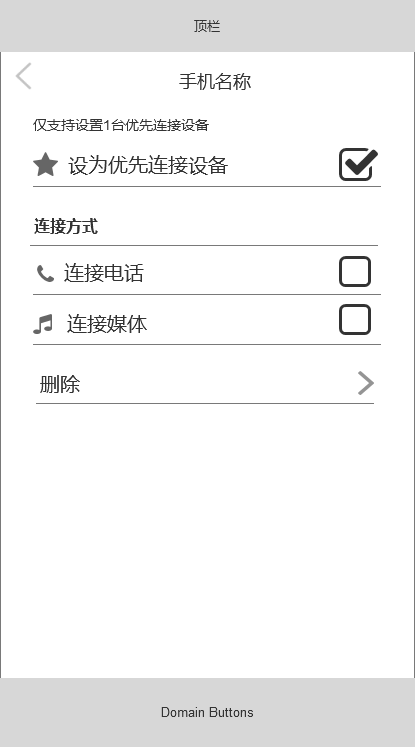 顶栏
手机名称
仅支持设置1台优先连接设备
设为优先连接设备
连接方式
连接电话
连接媒体
删除
Domain Buttons